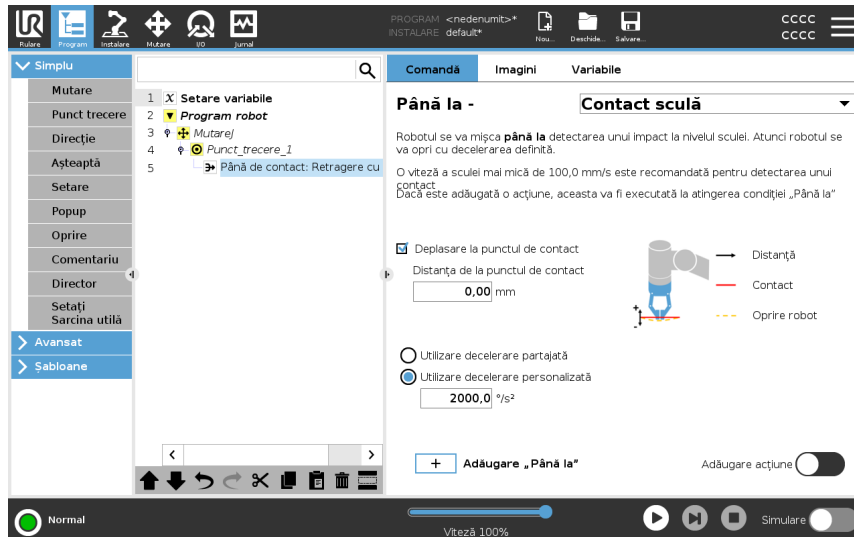 UR
Rulare
Program
Instalare
Mutare
I/O
Jurnal
PROGRAM <nedenumit>*
INSTALARE default*
Nou...
Deschide...
Salvare...
CCCC
CCCC
Simplu
Mutare
Punct trecere
Direcție
Așteaptă
Setare
Popup
Oprire
Comentariu
Director
Setați
Sarcina utilă
Avansat
Șabloane
1 X Setare variabile
2 Program robot
3 MutareJ
4 Punct_trecere_1
5 Până de contact: Retragere cu
Comandă Imagini Variabile
Până la - Contact sculă
Robotul se va mișca până la detectarea unui impact la nivelul sculei. Atunci robotul se
va opri cu decelerarea definită.
O viteză a sculei mai mică de 100,0 mm/s este recomandată pentru detectarea unui
contact
Dacă este adăugată o acțiune, aceasta va fi executată la atingerea condiției „Până la”
Deplasare la punctul de contact
Distanța de la punctul de contact
0,00 mm
Distanță
Contact
Oprire robot
+
-
Utilizare decelerare partajată
Utilizare decelerare personalizată
2000,0 °/s²
+ Adăugare „Până la”
Adăugare acțiune
Normal
Viteză 100%
Simulare